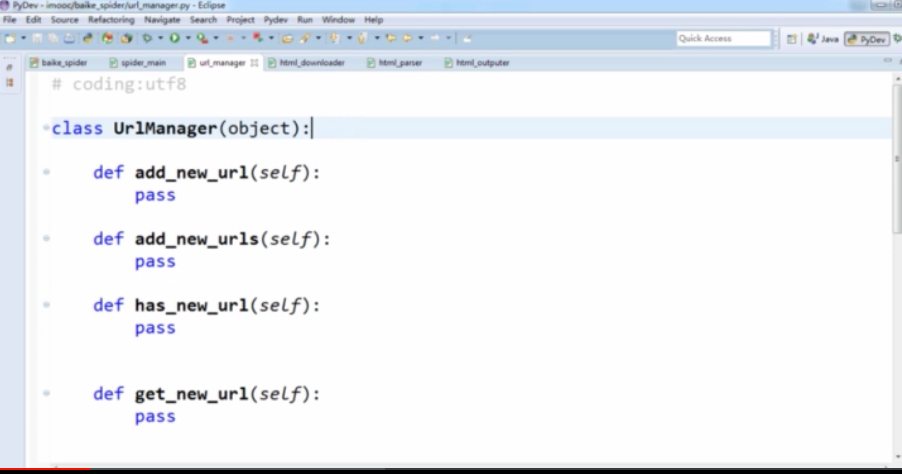 PyDev - imooc/baike_spider/url_manager.py - Eclipse
File Edit Source Refactoring Navigate Search Project Pydev Run Window Help
Quick Access
Java
PyDev
baike_spider
spider_main
url_manager
html_downloader
html_parser
html_outputer
# coding:utf8
class UrlManager(object):
def add_new_url(self):
pass
def add_new_urls(self):
pass
def has_new_url(self):
pass
def get_new_url(self):
pass